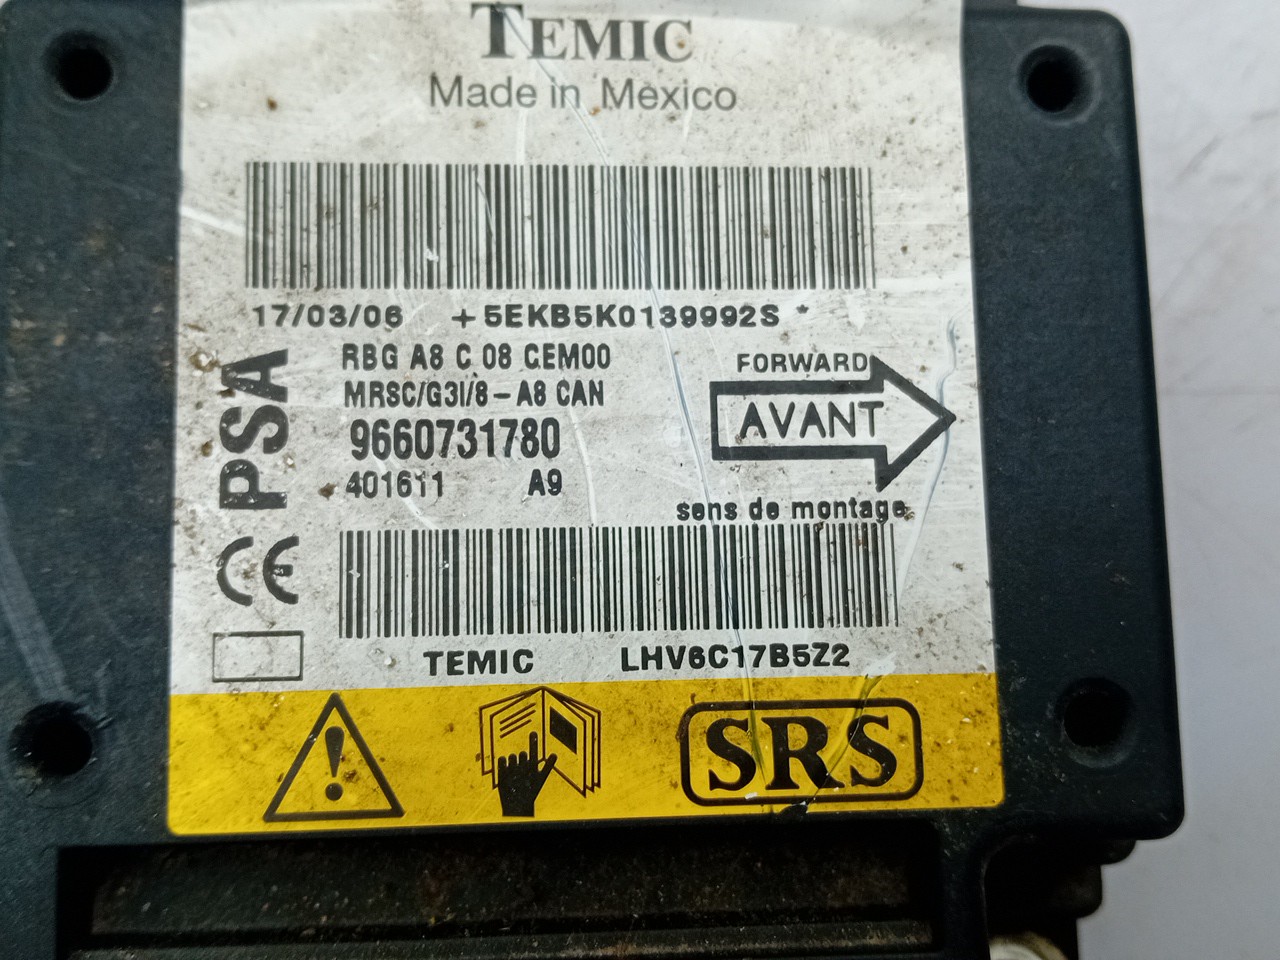 TEMIC
Made in Mexico
17/03/06 +5EKB5K0139992S *
RBG A8 C 08 CEM00
MRSC/G3I/8-A8 CAN
9660731780
401611 A9
PSA
CE
FORWARD
AVANT
sens de montage
TEMIC LHV6C17B5Z2
SRS